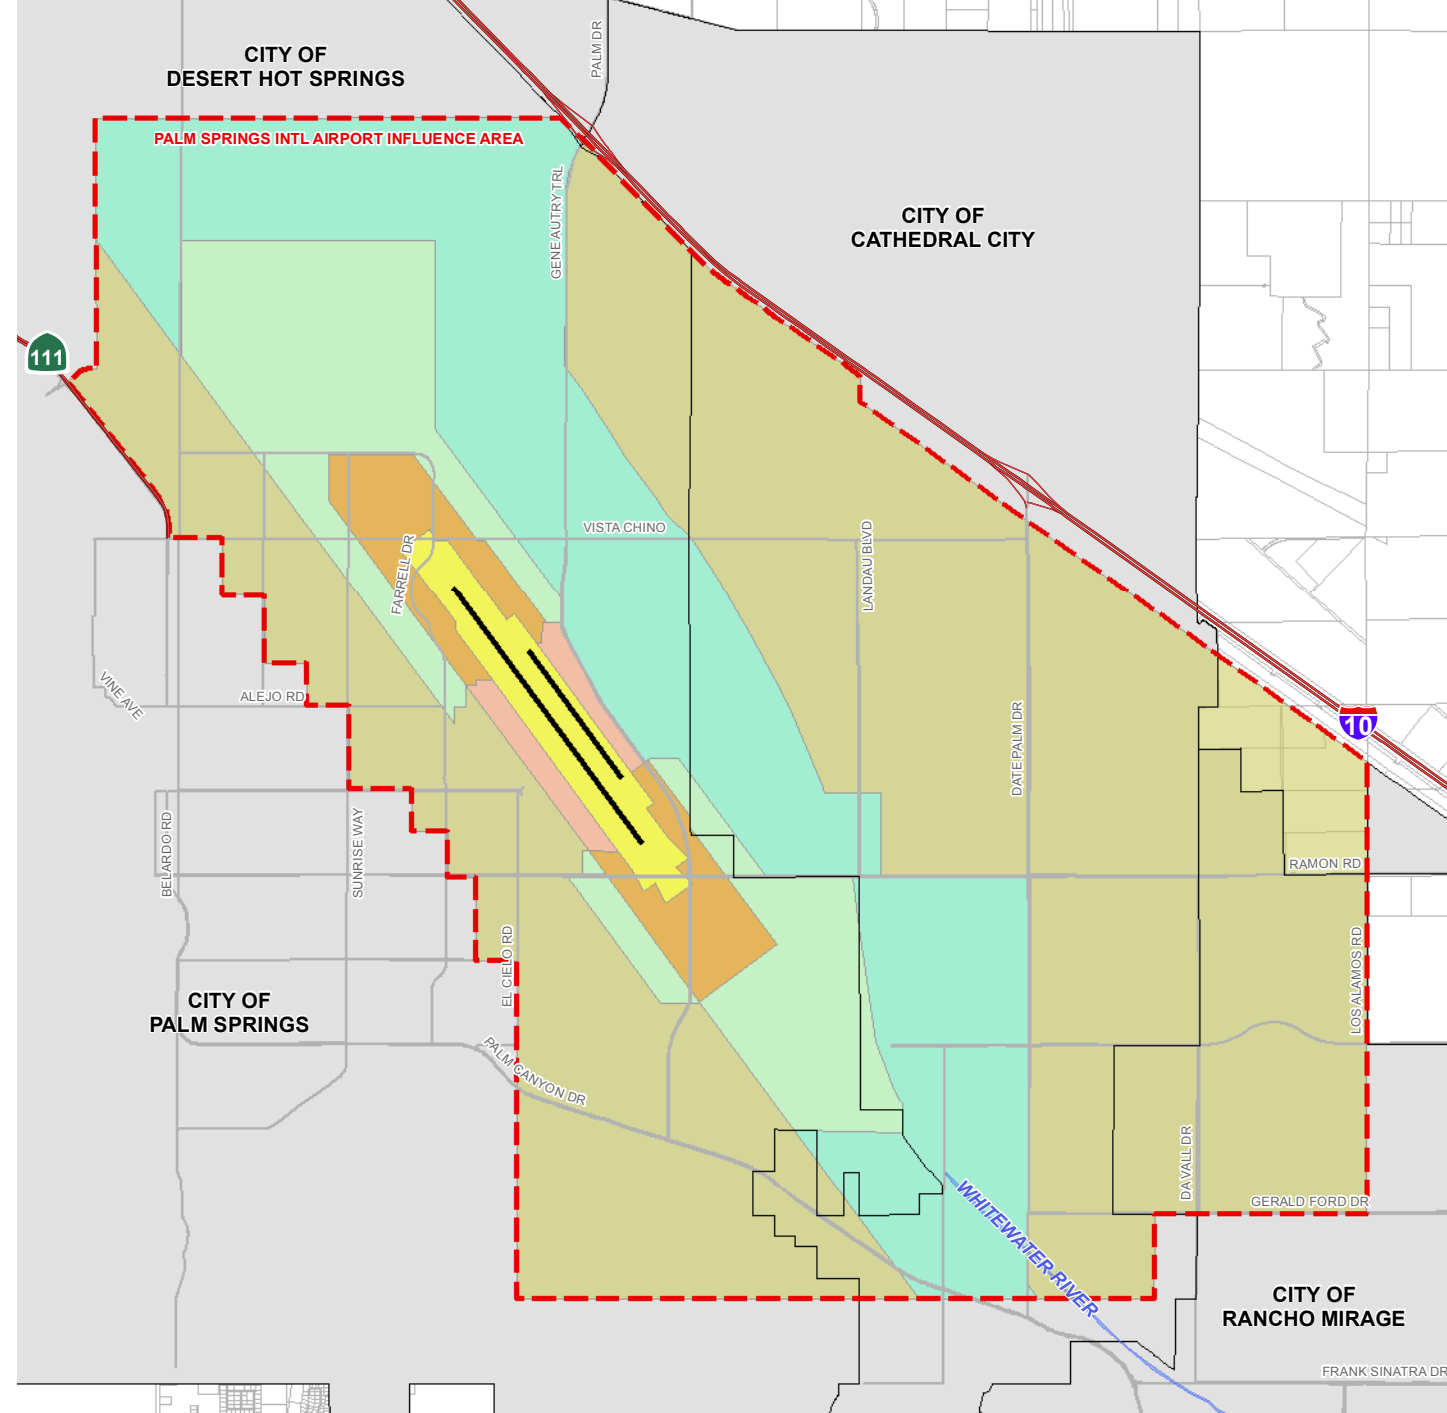 CITY OF
DESERT HOT SPRINGS
PALM DR
PALM SPRINGS INTL AIRPORT INFLUENCE AREA
GENE AUTRY TRL
CITY OF
CATHEDRAL CITY
111
VISTA CHINO
LANDAU BLVD
FARRELL DR
VINE AVE
ALEJO RD
DATE PALM DR
10
BELARDO RD
SUNRISE WAY
RAMON RD
EL CIELO RD
LOS ALAMOS RD
CITY OF
PALM SPRINGS
PALM CANYON DR
DA VALL DR
WHITEWATER RIVER
GERALD FORD DR
CITY OF
RANCHO MIRAGE
FRANK SINATRA DR